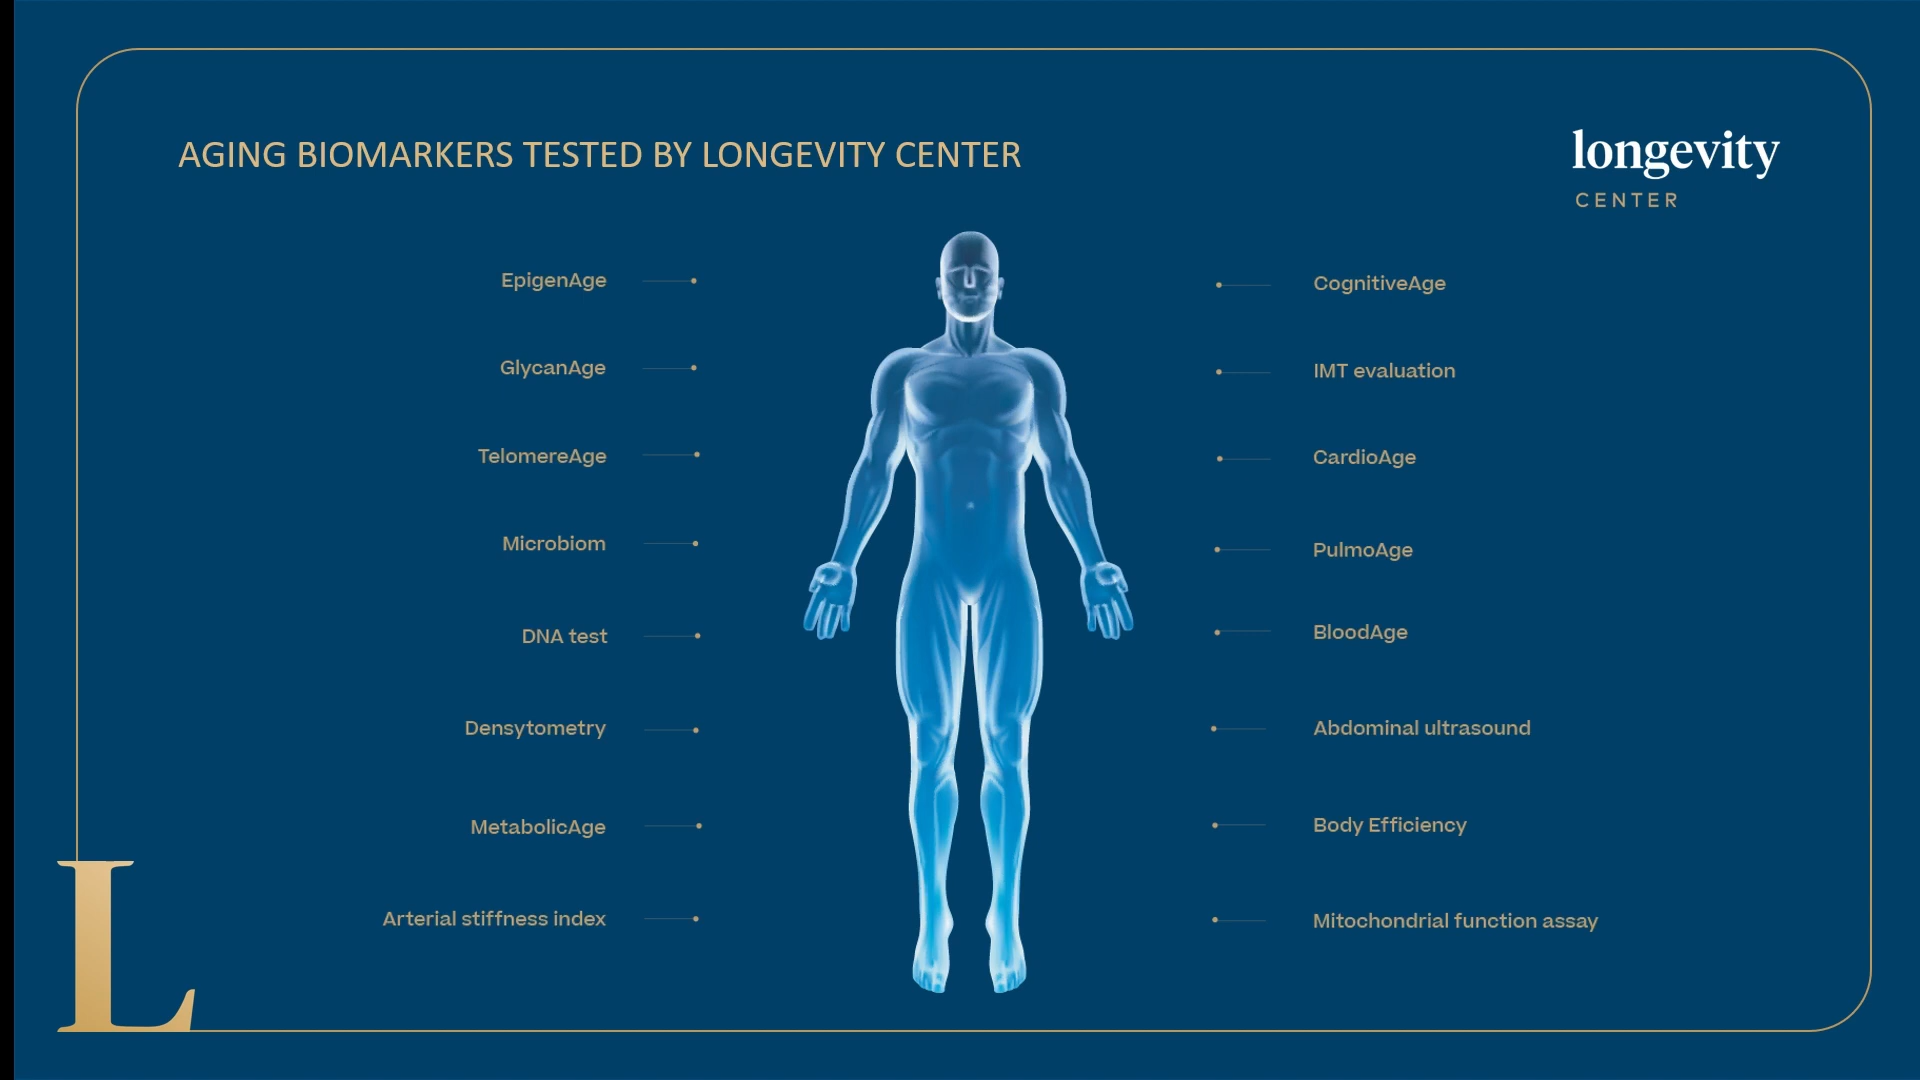 AGING BIOMARKERS TESTED BY LONGEVITY CENTER
longevity
CENTER
EpigenAge
GlycanAge
TelomereAge
Microbiom
DNA test
Densytometry
MetabolicAge
Arterial stiffness index
CognitiveAge
IMT evaluation
CardioAge
PulmoAge
BloodAge
Abdominal ultrasound
Body Efficiency
Mitochondrial function assay
L